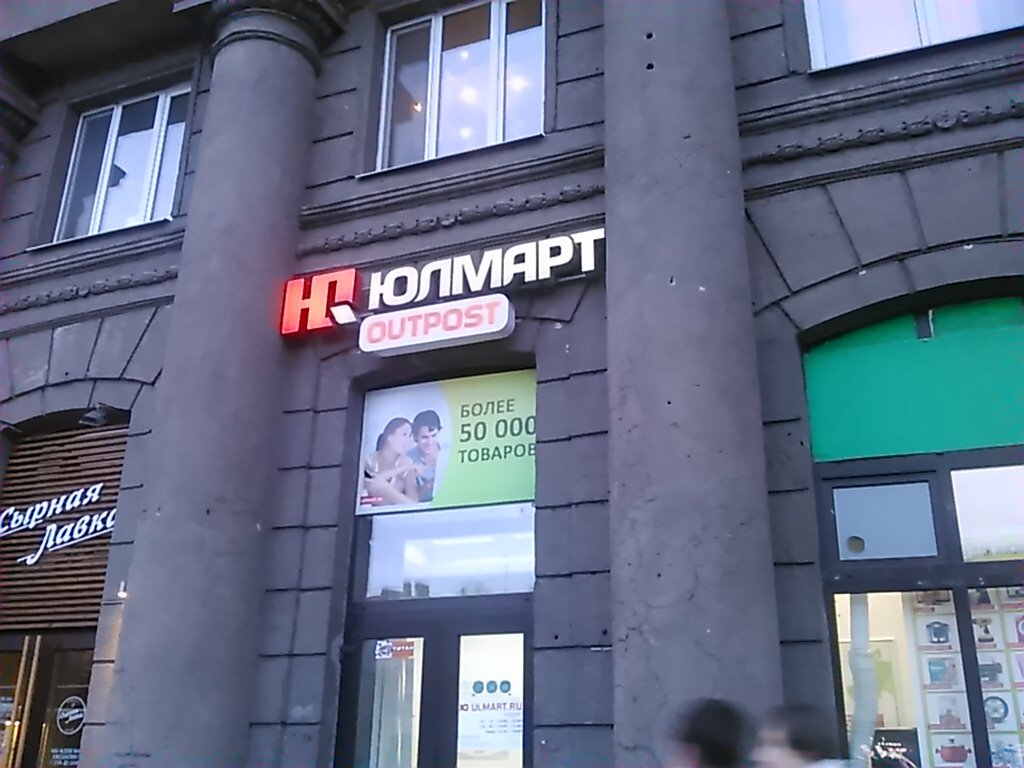 ЮЛМАРТ
OUTPOST
БОЛЕЕ
50 000
ТОВАРОВ
Сырная
Лавка
ULMART.RU